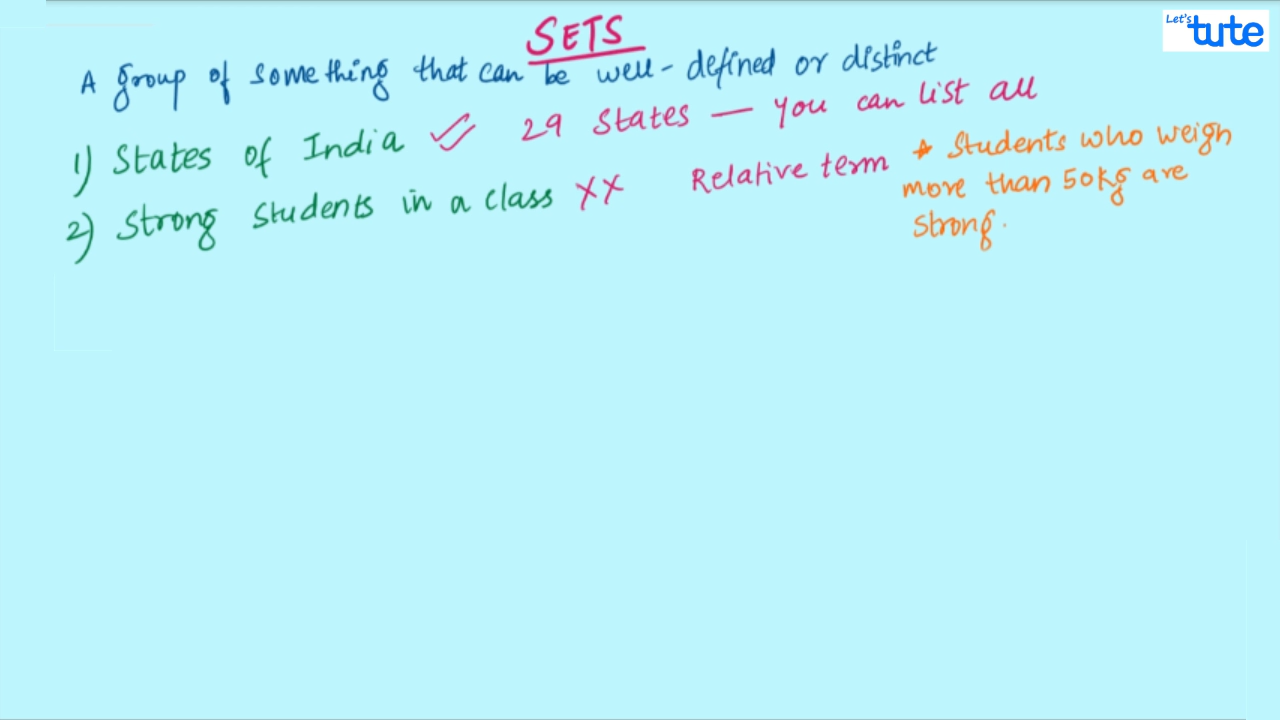 Let's tute
SETS
A group of something that can be well-defined or distinct
1) States of India ✓✓ 29 States — you can list all
2) Strong Students in a class XX Relative term
* Students who weigh
more than 50kg are
strong.